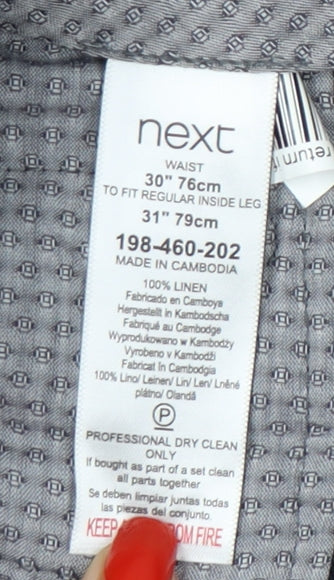 next
WAIST
30" 76cm
TO FIT REGULAR INSIDE LEG
31" 79cm
198-460-202
MADE IN CAMBODIA
100% LINEN
Fabricado en Camboya
Hergestellt in Kambodscha
Fabriqué au Cambodge
Wyprodukowano w Kambodży
Vyrobeno v Kambodži
Fabricat în Cambodgia
100% Lino/ Leinen/ Lin/ Len/ Lněné
plátno/ Olandă
P
PROFESSIONAL DRY CLEAN
ONLY
If bought as part of a set clean
all parts together
Se deben limpiar juntas todas
las piezas del conjunto
KEEP FIRE
return